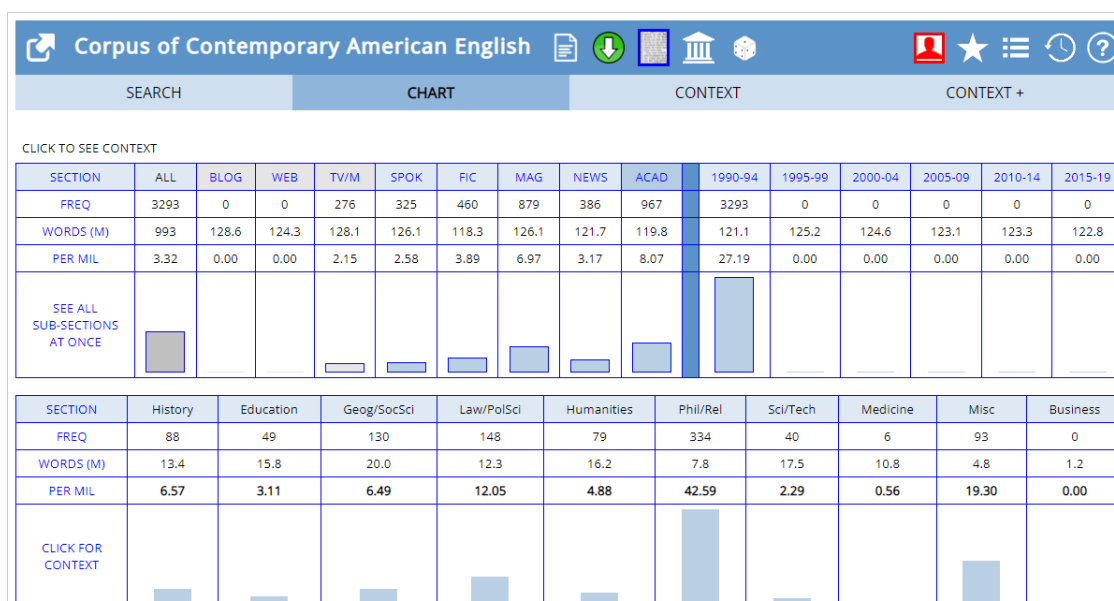 Corpus of Contemporary American English
SEARCH CHART CONTEXT CONTEXT +
CLICK TO SEE CONTEXT
SECTION ALL BLOG WEB TV/M SPOK FIC MAG NEWS ACAD 1990-94 1995-99 2000-04 2005-09 2010-14 2015-19
FREQ 3293 0 0 276 325 460 879 386 967 3293 0 0 0 0 0
WORDS (M) 993 128.6 124.3 128.1 126.1 118.3 126.1 121.7 119.8 121.1 125.2 124.6 123.1 123.3 122.8
PER MIL 3.32 0.00 0.00 2.15 2.58 3.89 6.97 3.17 8.07 27.19 0.00 0.00 0.00 0.00 0.00
SEE ALL
SUB-SECTIONS
AT ONCE
SECTION History Education Geog/SocSci Law/PolSci Humanities Phil/Rel Sci/Tech Medicine Misc Business
FREQ 88 49 130 148 79 334 40 6 93 0
WORDS (M) 13.4 15.8 20.0 12.3 16.2 7.8 17.5 10.8 4.8 1.2
PER MIL 6.57 3.11 6.49 12.05 4.88 42.59 2.29 0.56 19.30 0.00
CLICK FOR
CONTEXT